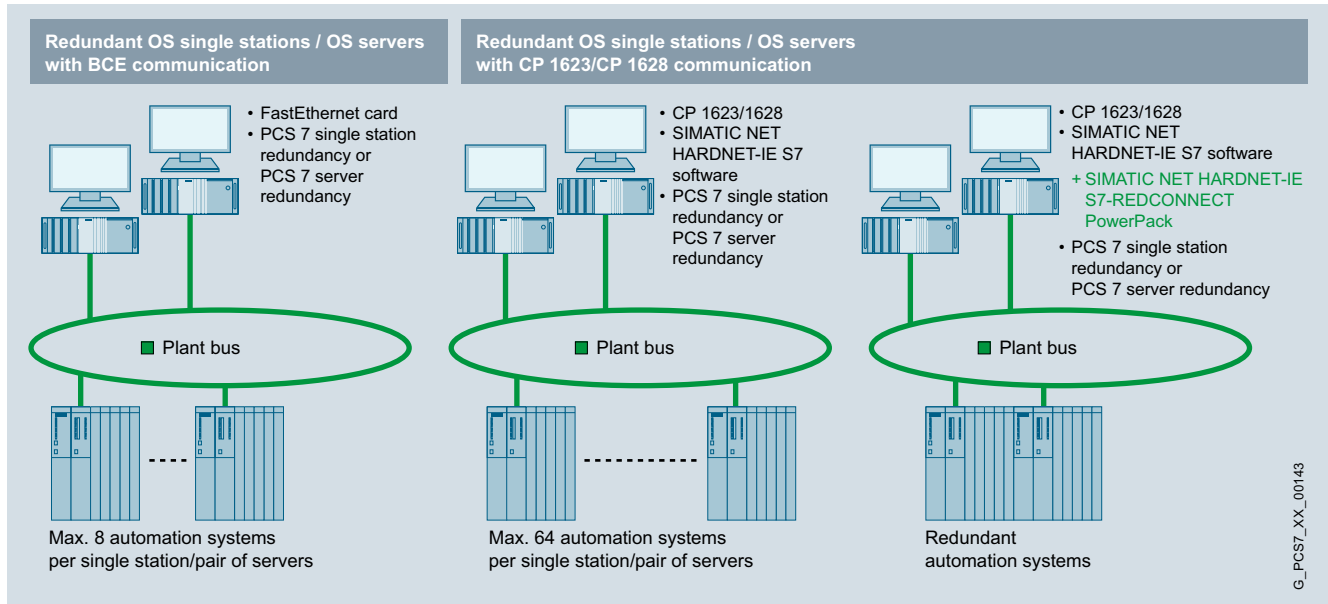 Redundant OS single stations / OS servers
with BCE communication
Redundant OS single stations / OS servers
with CP 1623/CP 1628 communication
• FastEthernet card
• PCS 7 single station
redundancy or
PCS 7 server
redundancy
• CP 1623/1628
• SIMATIC NET
HARDNET-IE S7
software
• PCS 7 single station
redundancy or
PCS 7 server
redundancy
• CP 1623/1628
• SIMATIC NET
HARDNET-IE S7 software
+ SIMATIC NET HARDNET-IE
S7-REDCONNECT
PowerPack
• PCS 7 single station
redundancy or
PCS 7 server redundancy
Plant bus
Plant bus
Plant bus
Max. 8 automation systems
per single station/pair of servers
Max. 64 automation systems
per single station/pair of servers
Redundant
automation systems
G_PCS7_XX_00143